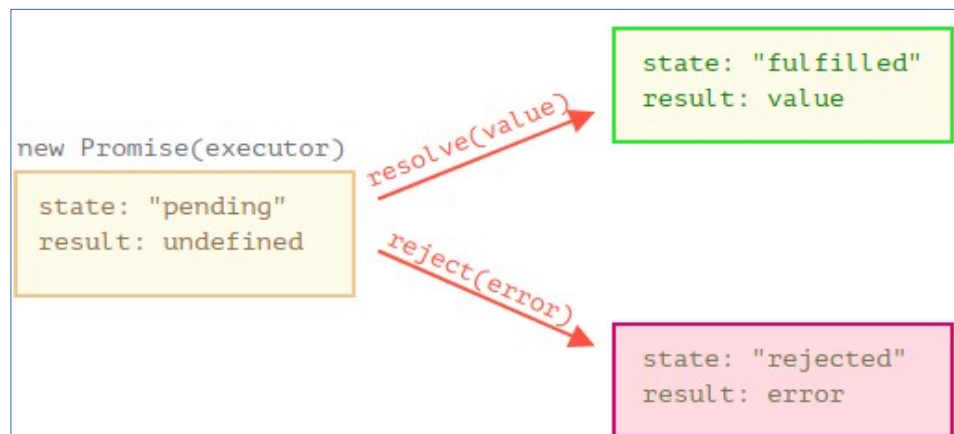 new Promise(executor)
state: "pending"
result: undefined
resolve(value)
reject(error)
state: "fulfilled"
result: value
state: "rejected"
result: error